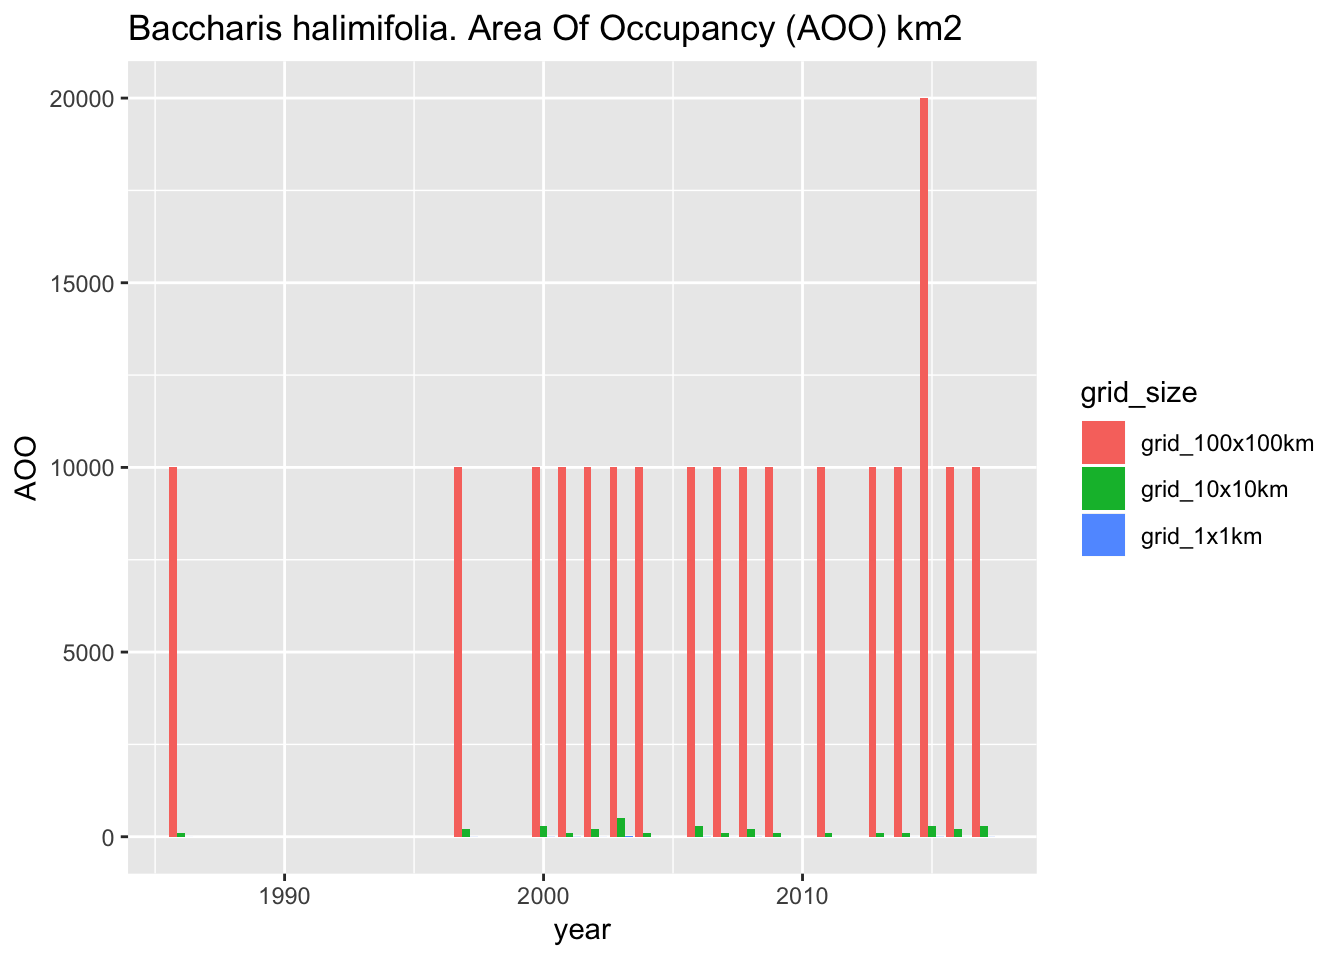 Baccharis halimifolia. Area Of Occupancy (AOO) km2
20000
15000
10000
5000
0
AOO
1990
2000
2010
year
grid_size
grid_100x100km
grid_10x10km
grid_1x1km